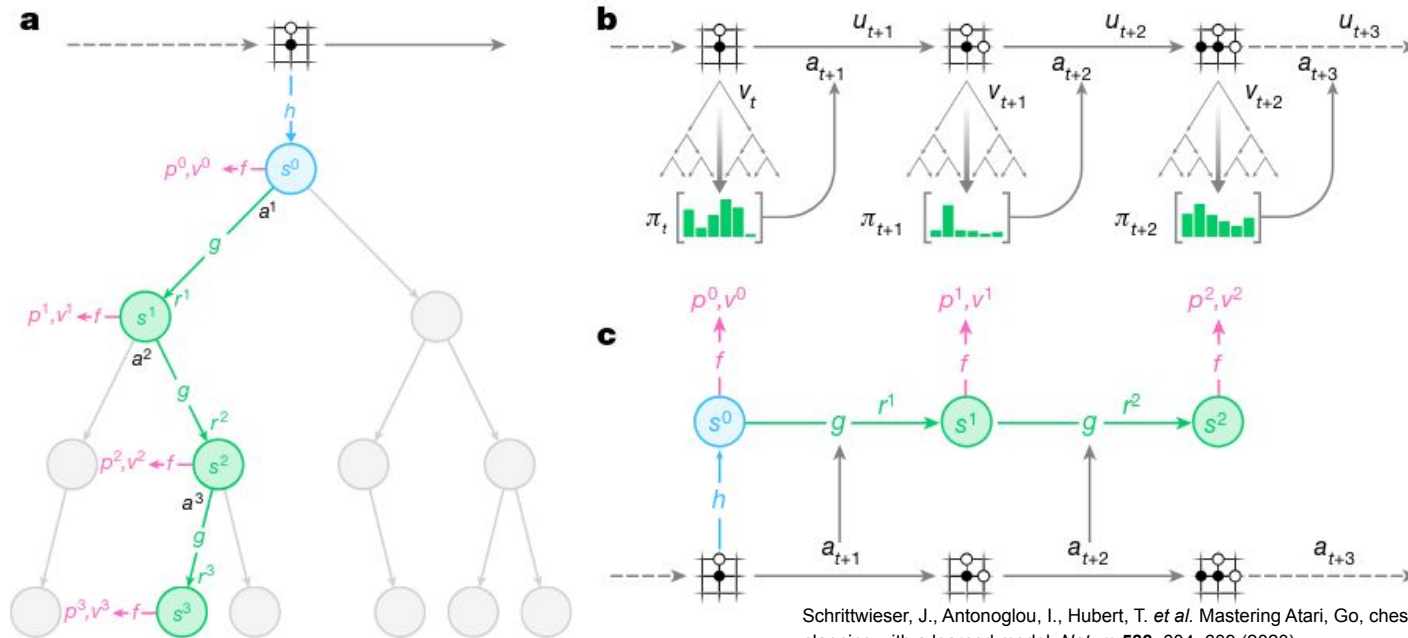 a
h
p⁰,v⁰ f s⁰
a¹
g
r¹
p¹,v¹ f s¹
a²
g
r²
p²,v² f s²
a³
g
r³
p³,v³ f s³
b
u_{t+1} u_{t+2} u_{t+3}
a_{t+1} a_{t+2} a_{t+3}
v_t v_{t+1} v_{t+2}
π_t π_{t+1} π_{t+2}
c
p⁰,v⁰ p¹,v¹ p²,v²
f f f
s⁰ g r¹ s¹ g r² s²
h
a_{t+1} a_{t+2} a_{t+3}
Schrittwieser, J., Antonoglou, I., Hubert, T. et al. Mastering Atari, Go, ches